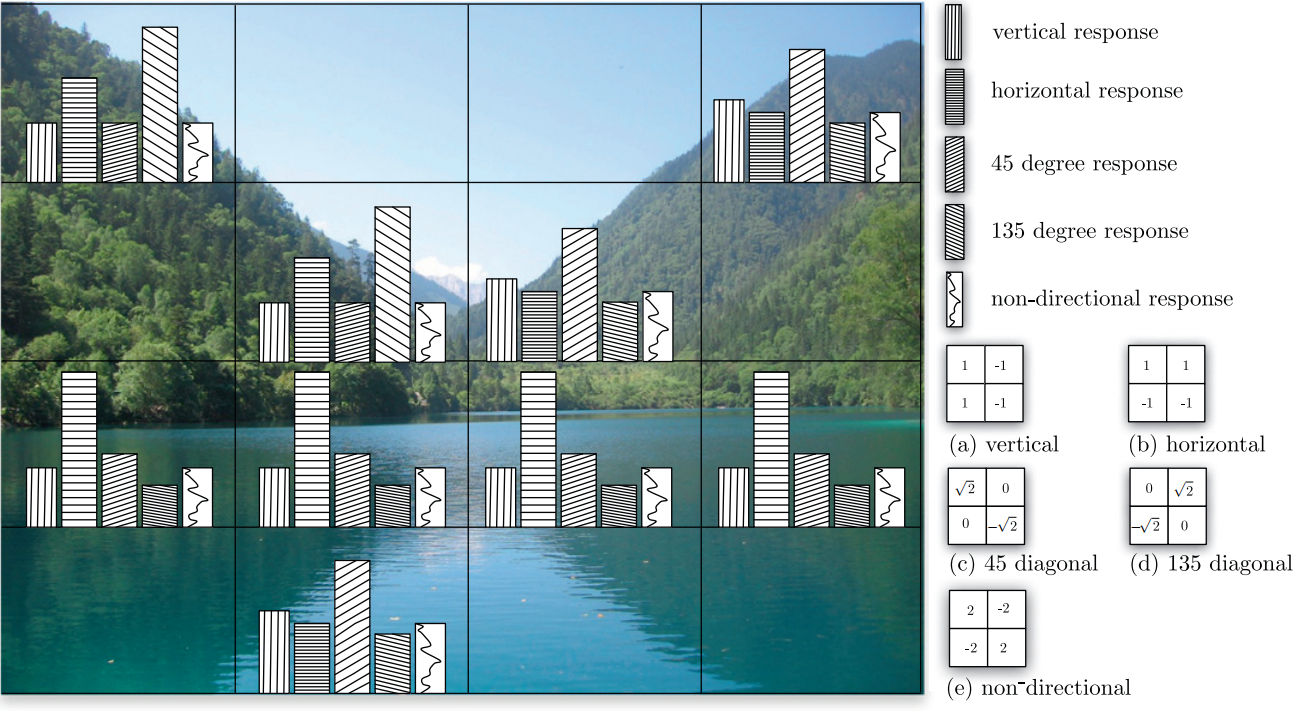 vertical response
horizontal response
45 degree response
135 degree response
non-directional response
1 -1
1 -1
(a) vertical
1 1
-1 -1
(b) horizontal
√2 0
0 −√2
(c) 45 diagonal
0 √2
−√2 0
(d) 135 diagonal
2 -2
-2 2
(e) non-directional